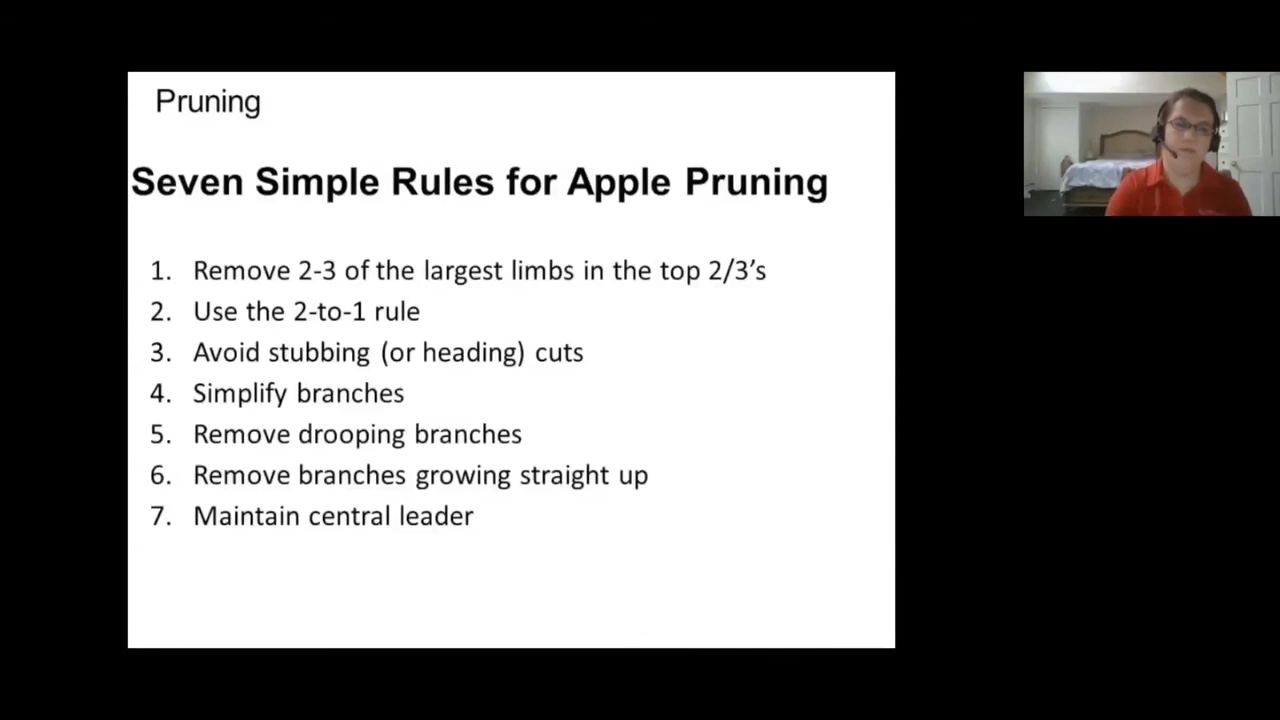 Pruning
Seven Simple Rules for Apple Pruning
1. Remove 2-3 of the largest limbs in the top 2/3’s
2. Use the 2-to-1 rule
3. Avoid stubbing (or heading) cuts
4. Simplify branches
5. Remove drooping branches
6. Remove branches growing straight up
7. Maintain central leader